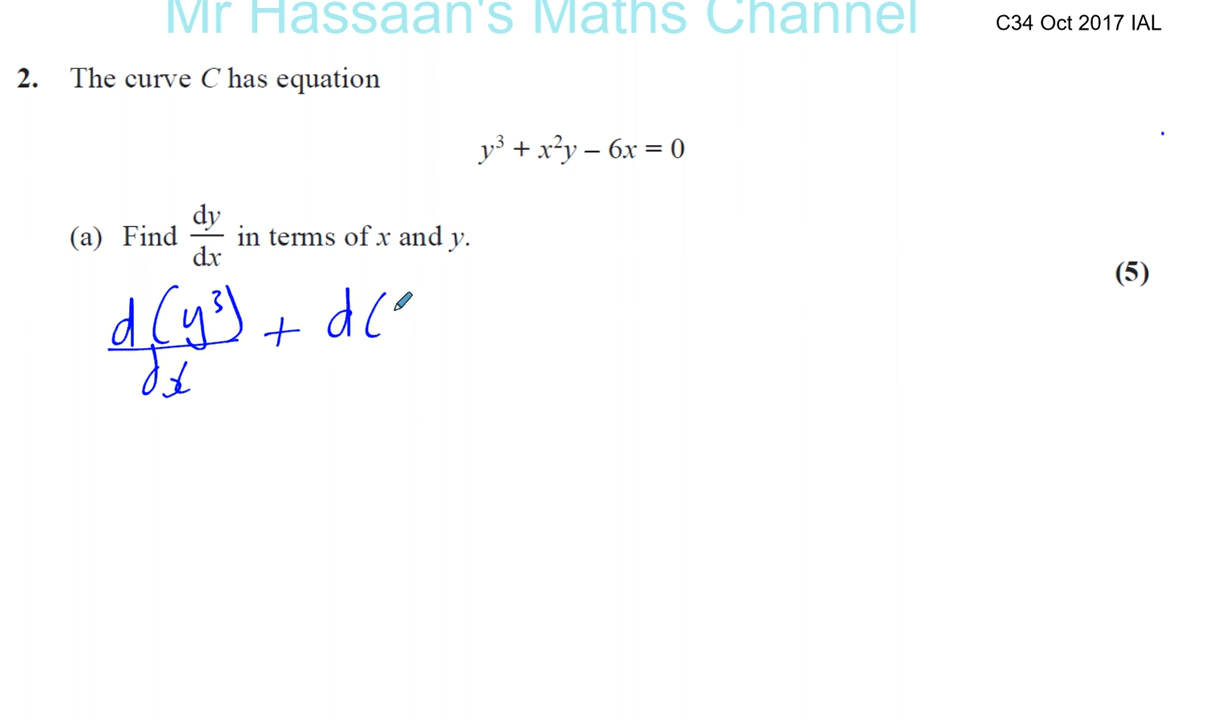 Mr Hassaan's Maths Channel
C34 Oct 2017 IAL
2. The curve C has equation
y³ + x²y – 6x = 0
(a) Find dy/dx in terms of x and y.
(5)
d(y³)/dx + d(